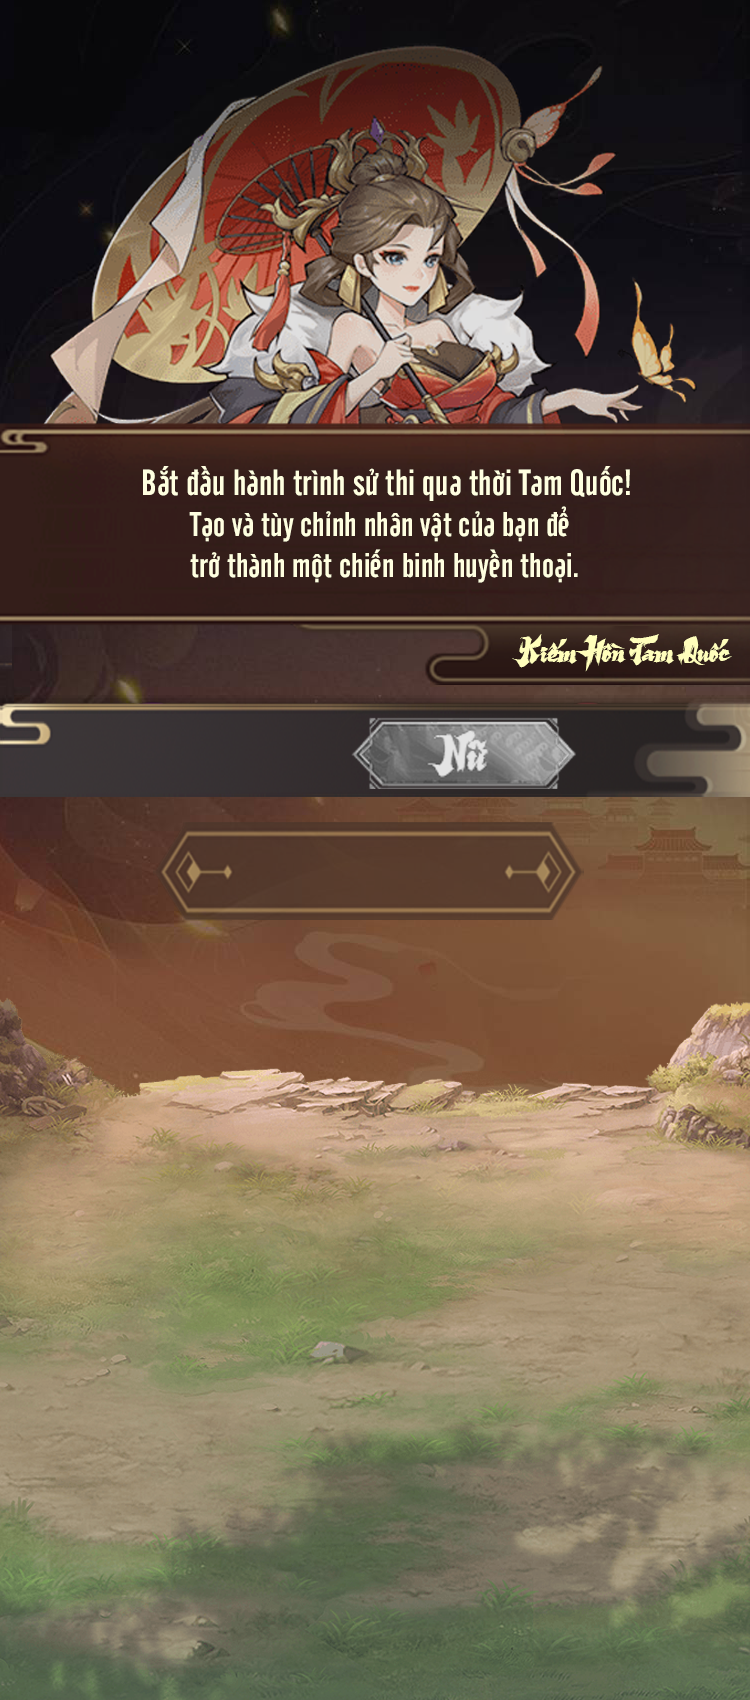 Bắt đầu hành trình sử thi qua thời Tam Quốc!
Tạo và tùy chỉnh nhân vật của bạn để
trở thành một chiến binh huyền thoại.
Kiếm Hồn Tam Quốc
Nữ